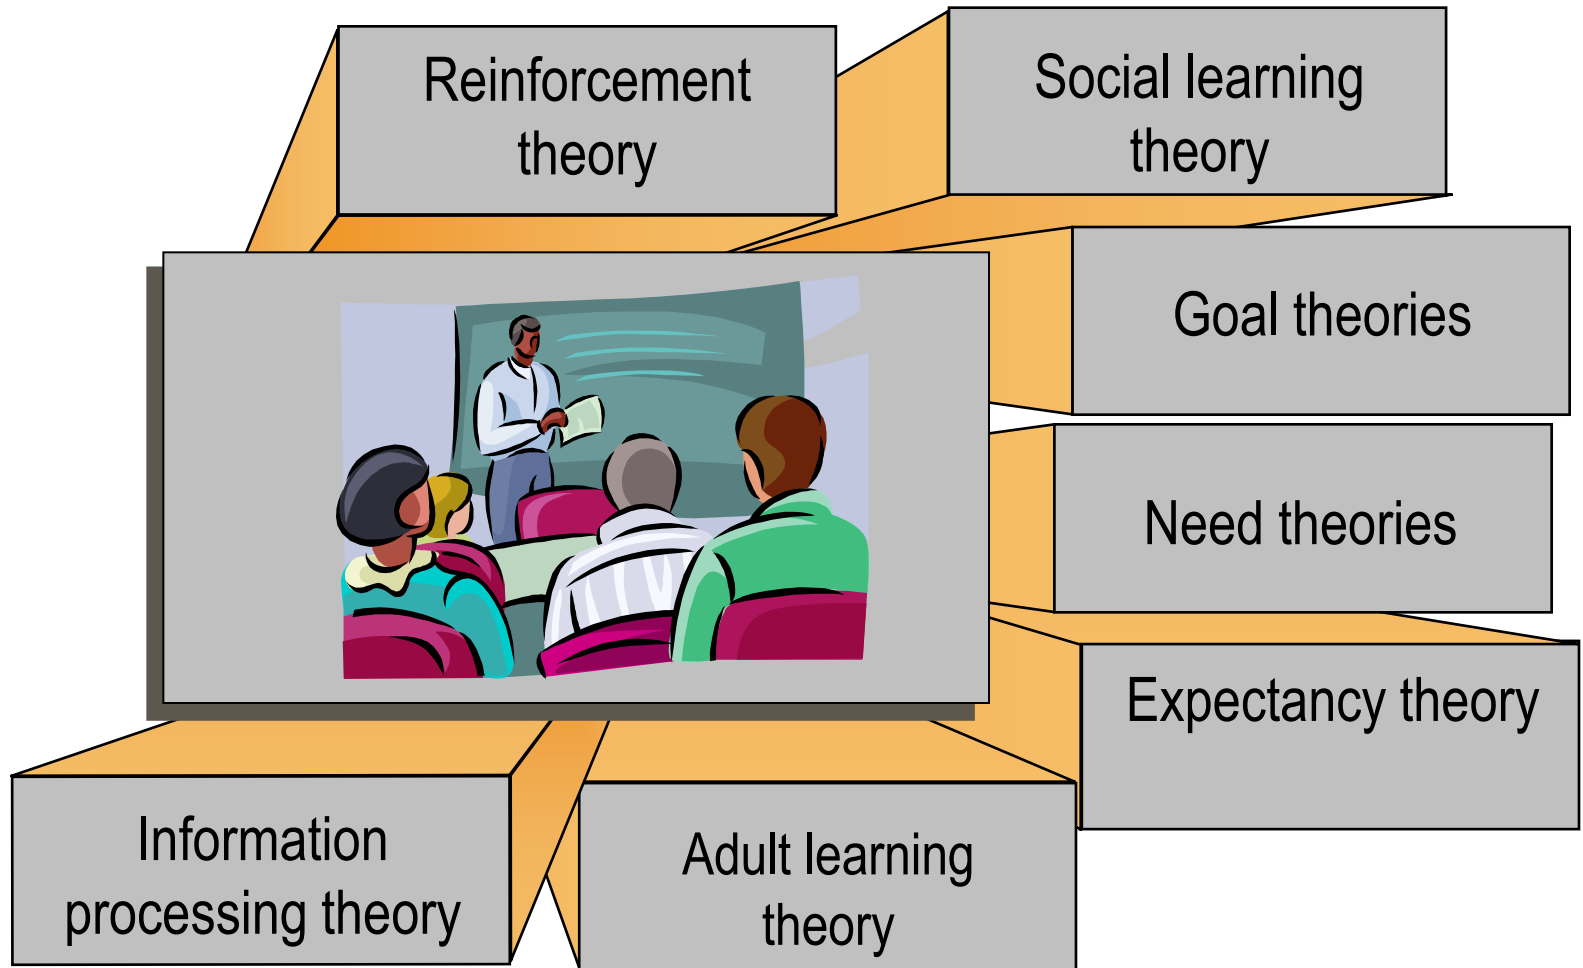 Reinforcement
theory
Social learning
theory
Goal theories
Need theories
Expectancy theory
Adult learning
theory
Information
processing theory